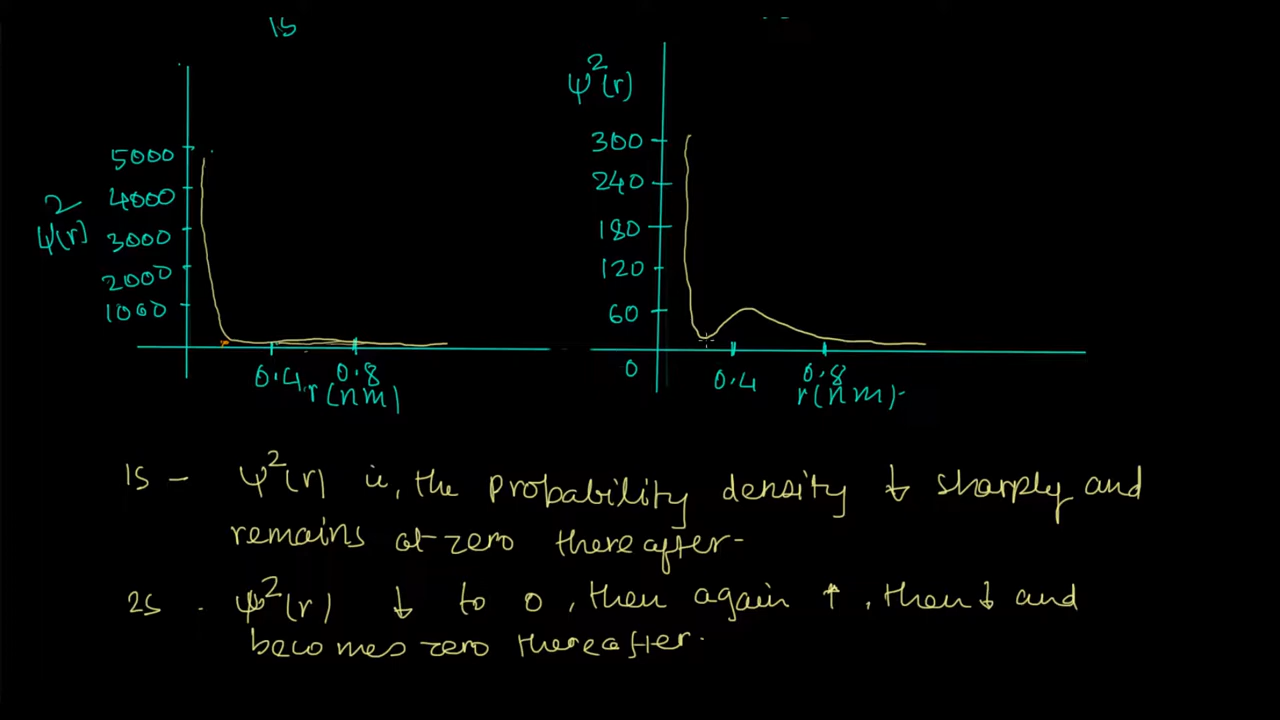 1S
ψ²(r)
5000
4000
3000
2000
1000
2
ψ(r)
0.4
0.8
r(nm)
300
240
180
120
60
0
0.4
0.8
r(nm)
1S - ψ²(r) ie, the probability density ↓ sharply and
remains at zero thereafter-
2S . ψ²(r) ↓ to 0, then again ↑, then ↓ and
becomes zero thereafter.